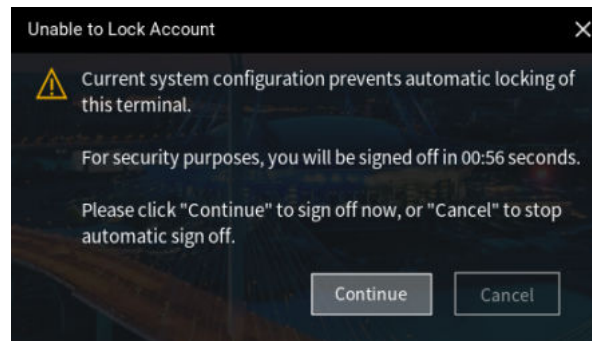 Unable to Lock Account
Current system configuration prevents automatic locking of
this terminal.
For security purposes, you will be signed off in 00:56 seconds.
Please click "Continue" to sign off now, or "Cancel" to stop
automatic sign off.
Continue
Cancel